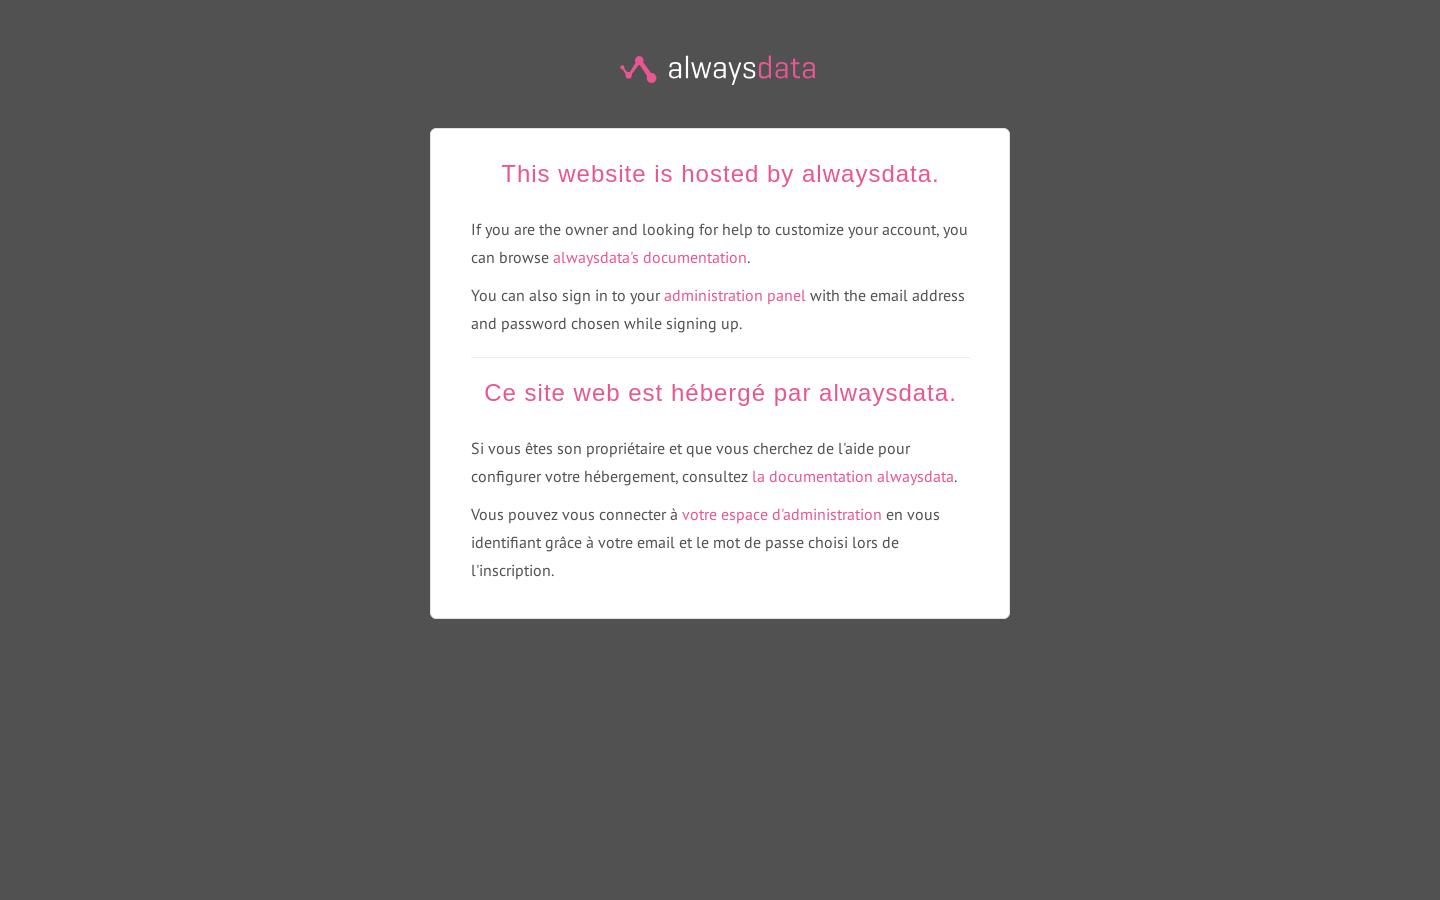 alwaysdata
This website is hosted by alwaysdata.
If you are the owner and looking for help to customize your account, you
can browse alwaysdata's documentation.
You can also sign in to your administration panel with the email address
and password chosen while signing up.
Ce site web est hébergé par alwaysdata.
Si vous êtes son propriétaire et que vous cherchez de l'aide pour
configurer votre hébergement, consultez la documentation alwaysdata.
Vous pouvez vous connecter à votre espace d'administration en vous
identifiant grâce à votre email et le mot de passe choisi lors de
l'inscription.